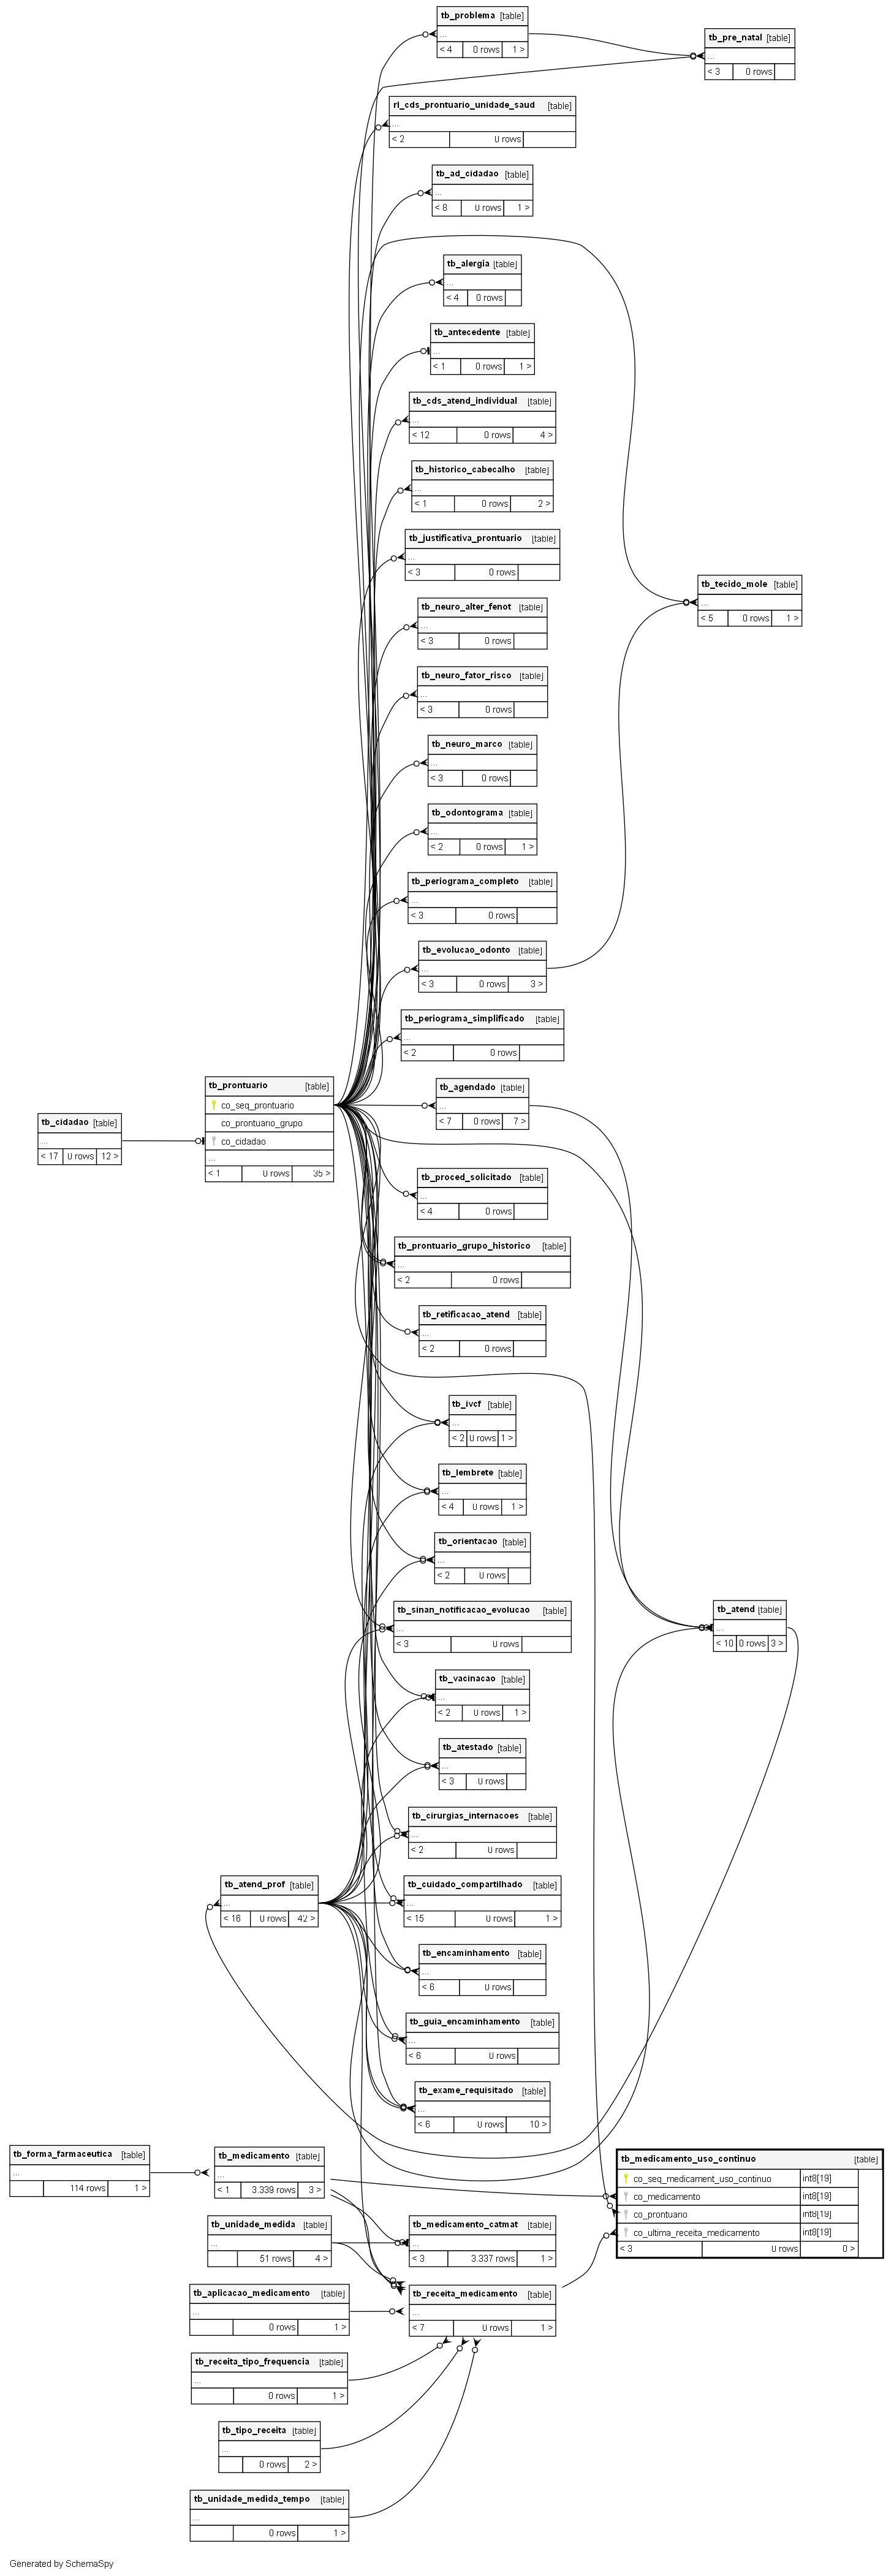 tb_problema [table]
...
< 4 0 rows 1 >
tb_pre_natal [table]
...
< 3 0 rows
rl_cds_prontuario_unidade_saud [table]
...
< 2 0 rows
tb_ad_cidadao [table]
...
< 8 0 rows 1 >
tb_alergia [table]
...
< 4 0 rows
tb_antecedente [table]
...
< 1 0 rows 1 >
tb_cds_atend_individual [table]
...
< 12 0 rows 4 >
tb_historico_cabecalho [table]
...
< 1 0 rows 2 >
tb_justificativa_prontuario [table]
...
< 3 0 rows
tb_tecido_mole [table]
...
< 5 0 rows 1 >
tb_neuro_alter_fenot [table]
...
< 3 0 rows
tb_neuro_fator_risco [table]
...
< 3 0 rows
tb_neuro_marco [table]
...
< 3 0 rows
tb_odontograma [table]
...
< 2 0 rows 1 >
tb_periograma_completo [table]
...
< 3 0 rows
tb_evolucao_odonto [table]
...
< 3 0 rows 3 >
tb_periograma_simplificado [table]
...
< 2 0 rows
tb_prontuario [table]
co_seq_prontuario
co_prontuario_grupo
co_cidadao
...
< 1 0 rows 35 >
tb_cidadao [table]
...
< 17 0 rows 12 >
tb_agendado [table]
...
< 7 0 rows 7 >
tb_proced_solicitado [table]
...
< 4 0 rows
tb_prontuario_grupo_historico [table]
...
< 2 0 rows
tb_retificacao_atend [table]
...
< 2 0 rows
tb_ivcf [table]
...
< 2 0 rows 1 >
tb_lembrete [table]
...
< 4 0 rows 1 >
tb_orientacao [table]
...
< 2 0 rows
tb_sinan_notificacao_evolucao [table]
...
< 3 0 rows
tb_atend [table]
...
< 10 0 rows 3 >
tb_vacinacao [table]
...
< 2 0 rows 1 >
tb_atestado [table]
...
< 3 0 rows
tb_cirurgias_internacoes [table]
...
< 2 0 rows
tb_atend_prof [table]
...
< 16 0 rows 42 >
tb_cuidado_compartilhado [table]
...
< 15 0 rows 1 >
tb_encaminhamento [table]
...
< 6 0 rows
tb_guia_encaminhamento [table]
...
< 6 0 rows
tb_exame_requisitado [table]
...
< 6 0 rows 10 >
tb_forma_farmaceutica [table]
...
114 rows 1 >
tb_medicamento [table]
...
< 1 3.339 rows 3 >
tb_medicamento_uso_continuo [table]
co_seq_medicament_uso_continuo int8[19]
co_medicamento int8[19]
co_prontuario int8[19]
co_ultima_receita_medicamento int8[19]
< 3 0 rows 0 >
tb_unidade_medida [table]
...
51 rows 4 >
tb_medicamento_catmat [table]
...
< 3 3.337 rows 1 >
tb_aplicacao_medicamento [table]
...
0 rows 1 >
tb_receita_medicamento [table]
...
< 7 0 rows 1 >
tb_receita_tipo_frequencia [table]
...
0 rows 1 >
tb_tipo_receita [table]
...
0 rows 2 >
tb_unidade_medida_tempo [table]
...
0 rows 1 >
Generated by SchemaSpy